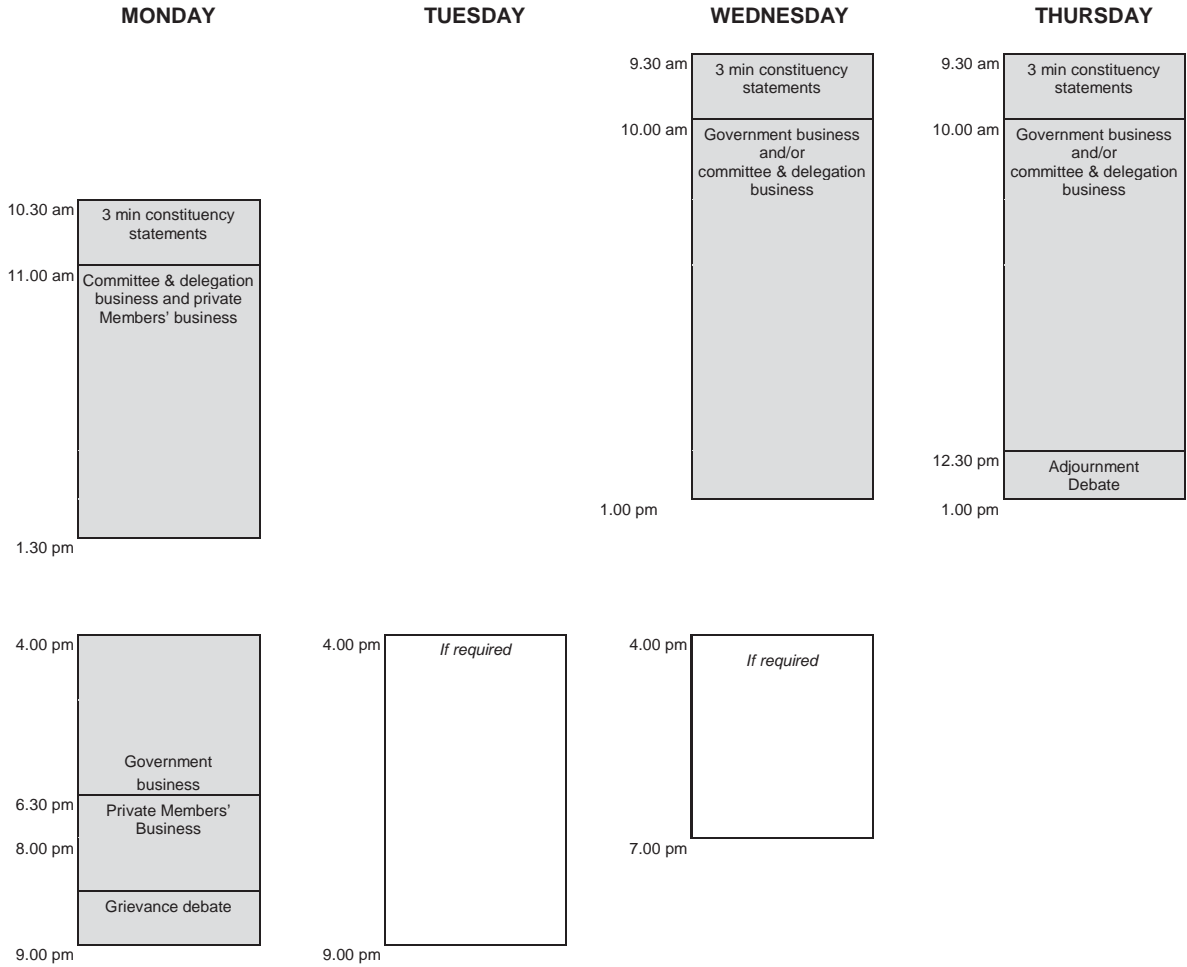 MONDAY
10.30 am
3 min constituency
statements
11.00 am
Committee & delegation
business and private
Members’ business
1.30 pm
4.00 pm
Government
business
6.30 pm
Private Members’
Business
8.00 pm
Grievance debate
9.00 pm
TUESDAY
4.00 pm
If required
9.00 pm
WEDNESDAY
9.30 am
3 min constituency
statements
10.00 am
Government business
and/or
committee & delegation
business
1.00 pm
4.00 pm
If required
7.00 pm
THURSDAY
9.30 am
3 min constituency
statements
10.00 am
Government business
and/or
committee & delegation
business
12.30 pm
Adjournment
Debate
1.00 pm